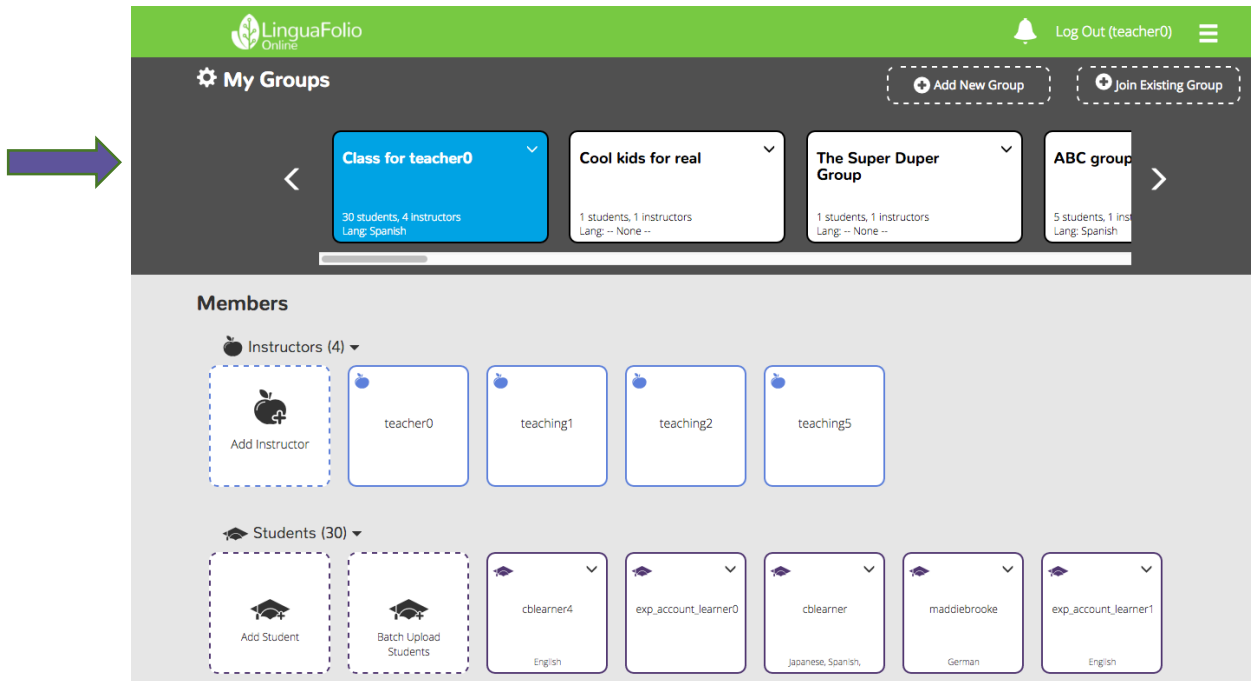 LinguaFolio
Online
Log Out (teacher0)
My Groups
Add New Group
Join Existing Group
Class for teacher0
30 students, 4 instructors
Lang: Spanish
Cool kids for real
1 students, 1 instructors
Lang: -- None --
The Super Duper
Group
1 students, 1 instructors
Lang: -- None --
ABC group
5 students, 1 inst
Lang: Spanish
Members
Instructors (4)
Add Instructor
teacher0
teaching1
teaching2
teaching5
Students (30)
Add Student
Batch Upload
Students
cblearner4
English
exp_account_learner0
cblearner
Japanese, Spanish,
maddiebrooke
German
exp_account_learner1
English